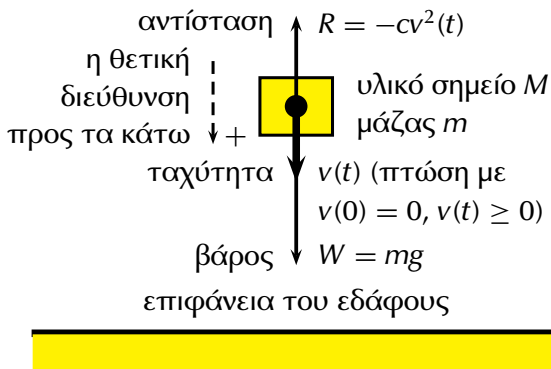 αντίσταση R = −cv²(t)
η θετική
διεύθυνση
προς τα κάτω +
υλικό σημείο M
μάζας m
ταχύτητα v(t) (πτώση με
v(0) = 0, v(t) ≥ 0)
βάρος W = mg
επιφάνεια του εδάφους